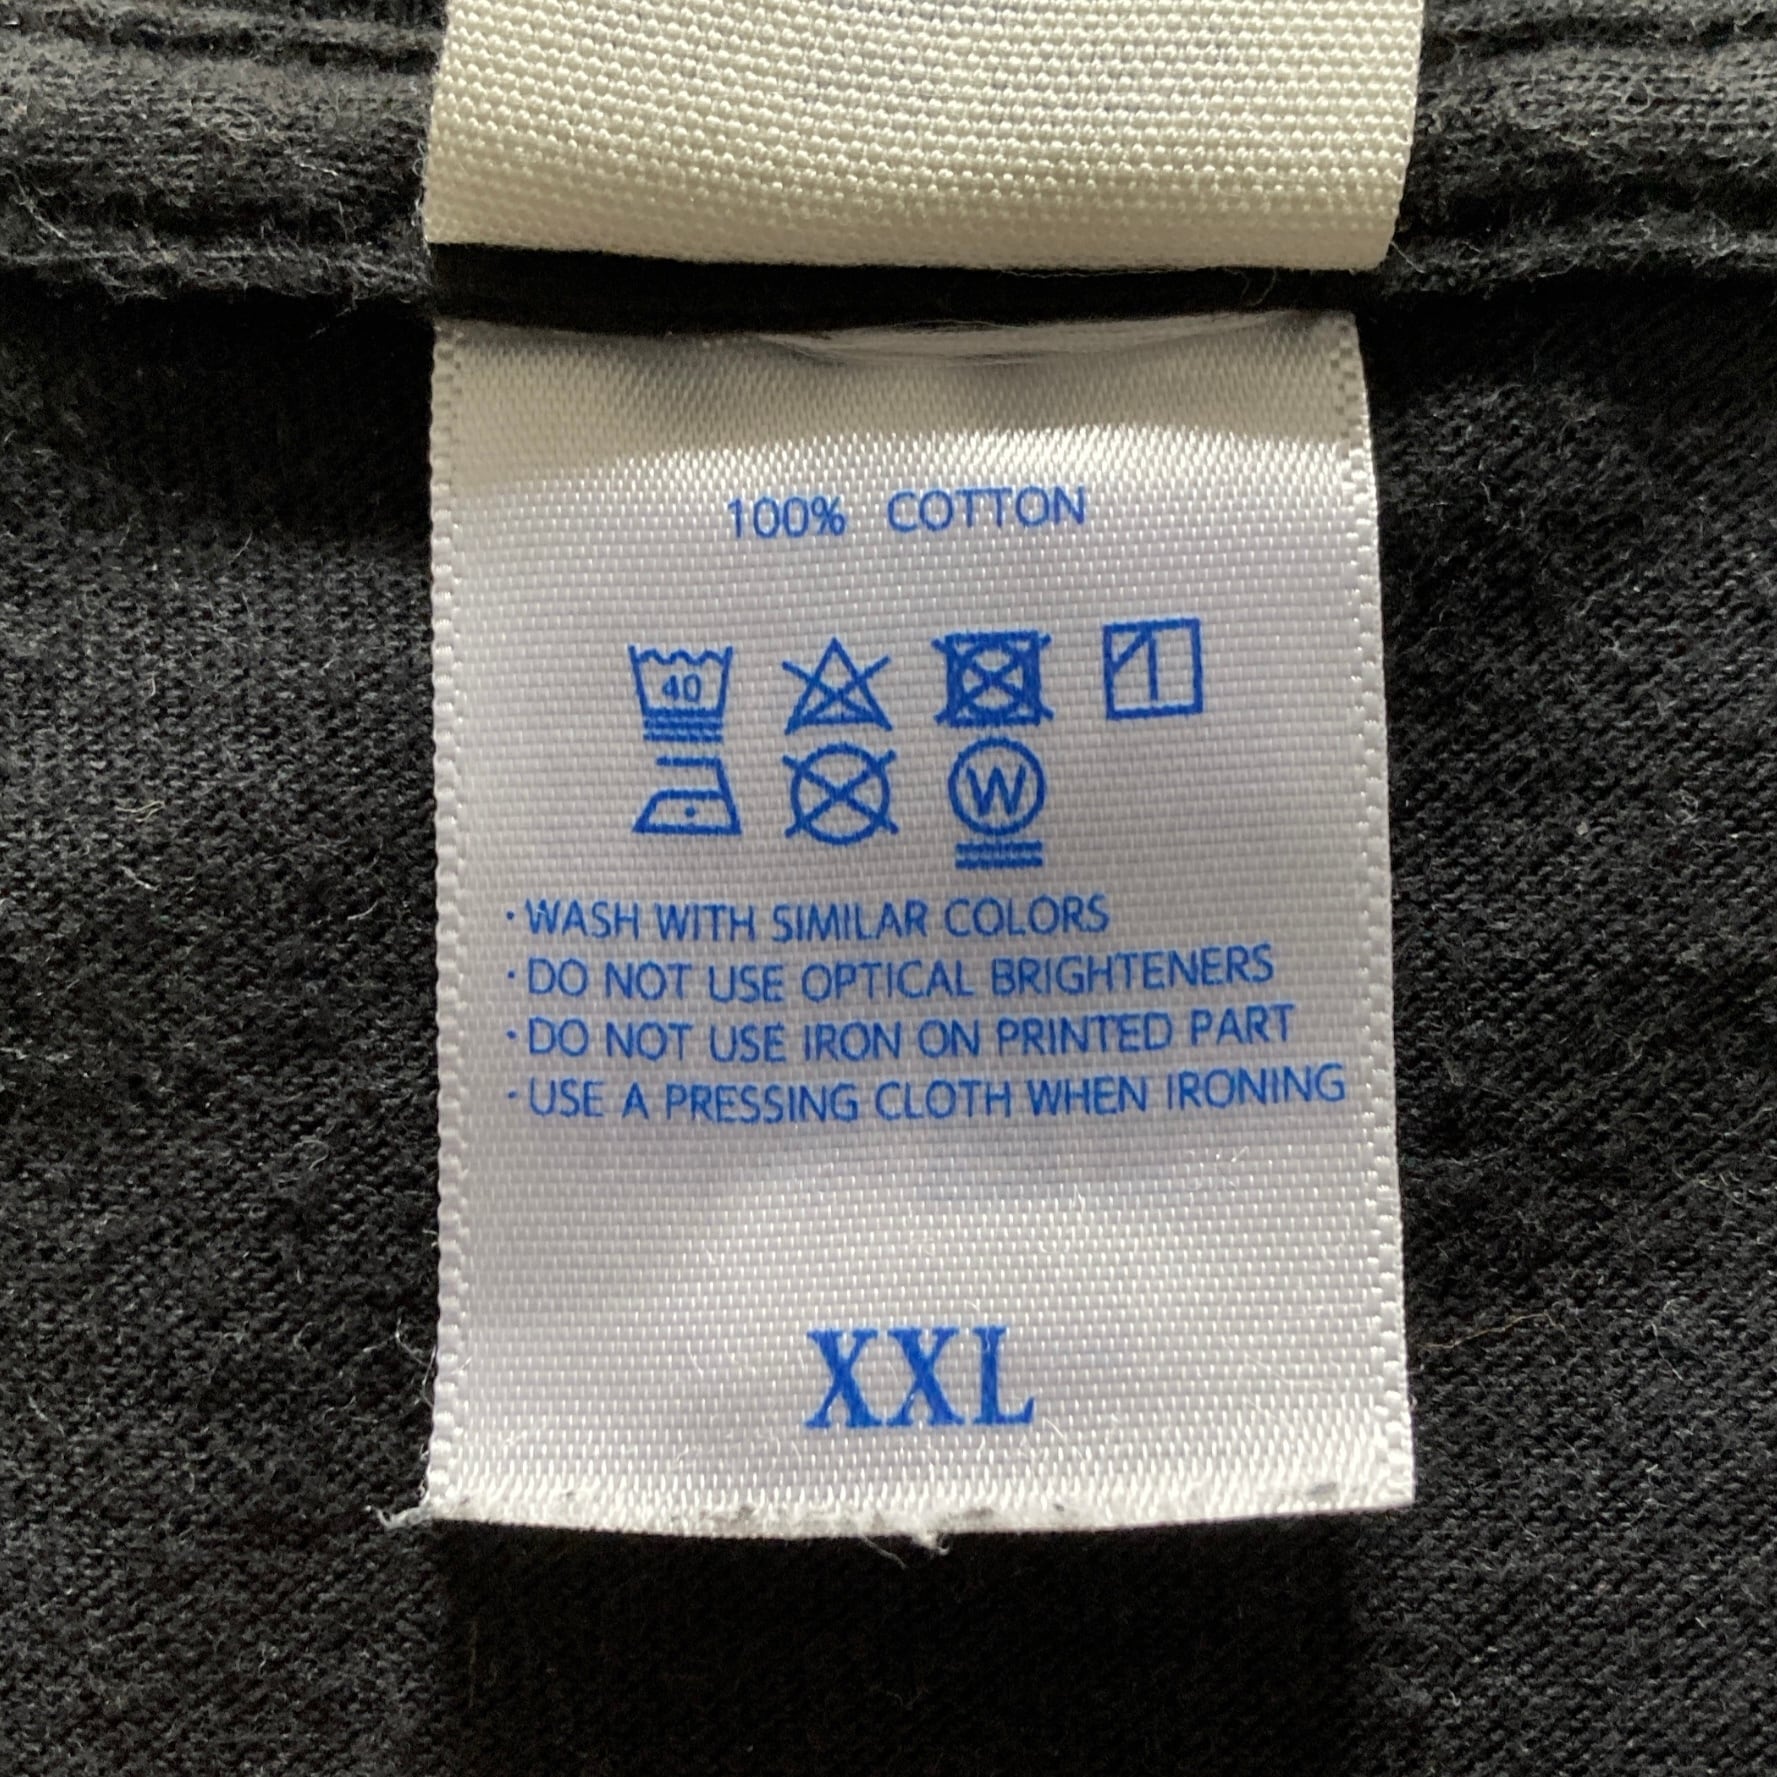 100% COTTON
40
W
· WASH WITH SIMILAR COLORS
· DO NOT USE OPTICAL BRIGHTENERS
· DO NOT USE IRON ON PRINTED PART
· USE A PRESSING CLOTH WHEN IRONING
XXL